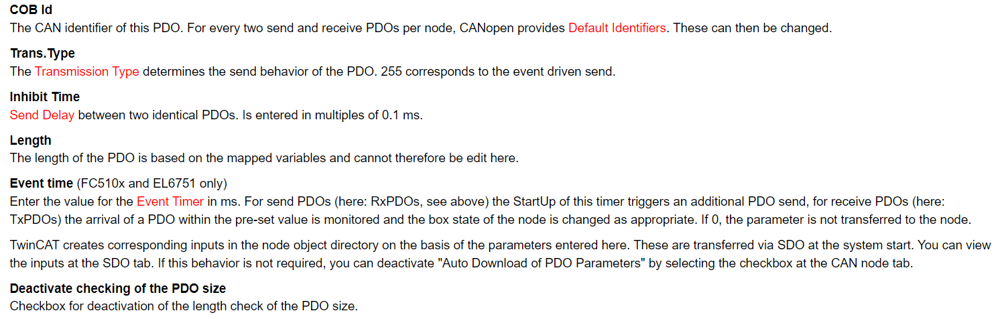 COB Id
The CAN identifier of this PDO. For every two send and receive PDOs per node, CANopen provides Default Identifiers. These can then be changed.
Trans.Type
The Transmission Type determines the send behavior of the PDO. 255 corresponds to the event driven send.
Inhibit Time
Send Delay between two identical PDOs. Is entered in multiples of 0.1 ms.
Length
The length of the PDO is based on the mapped variables and cannot therefore be edit here.
Event time (FC510x and EL6751 only)
Enter the value for the Event Timer in ms. For send PDOs (here: RxPDOs, see above) the StartUp of this timer triggers an additional PDO send, for receive PDOs (here:
TxPDOs) the arrival of a PDO within the pre-set value is monitored and the box state of the node is changed as appropriate. If 0, the parameter is not transferred to the node.
TwinCAT creates corresponding inputs in the node object directory on the basis of the parameters entered here. These are transferred via SDO at the system start. You can view
the inputs at the SDO tab. If this behavior is not required, you can deactivate "Auto Download of PDO Parameters" by selecting the checkbox at the CAN node tab.
Deactivate checking of the PDO size
Checkbox for deactivation of the length check of the PDO size.